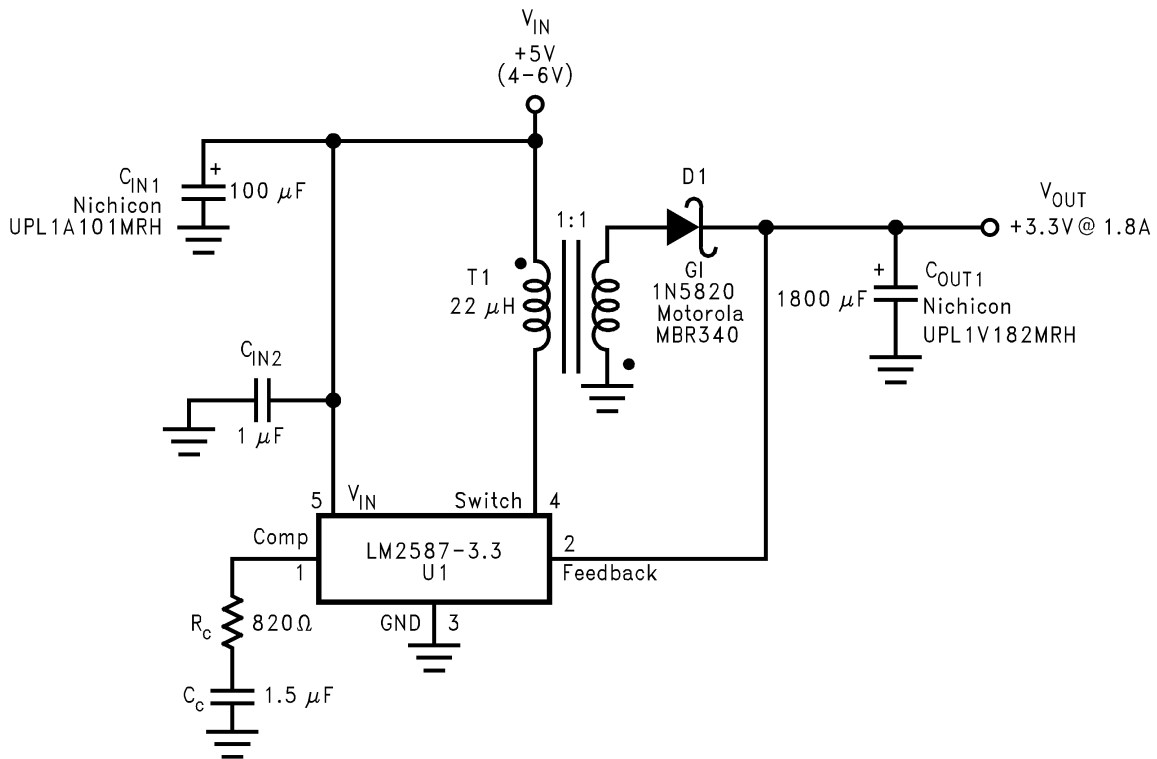 V_IN
+5V
(4-6V)
C_IN1
Nichicon
UPL1A101MRH
+
100 μF
T1
22 μH
1:1
D1
GI
1N5820
Motorola
MBR340
V_OUT
+3.3V@ 1.8A
+
1800 μF
C_OUT1
Nichicon
UPL1V182MRH
C_IN2
1 μF
5
V_IN
Switch
4
Comp
1
LM2587-3.3
U1
2
Feedback
GND
3
R_c
820Ω
C_c
1.5 μF